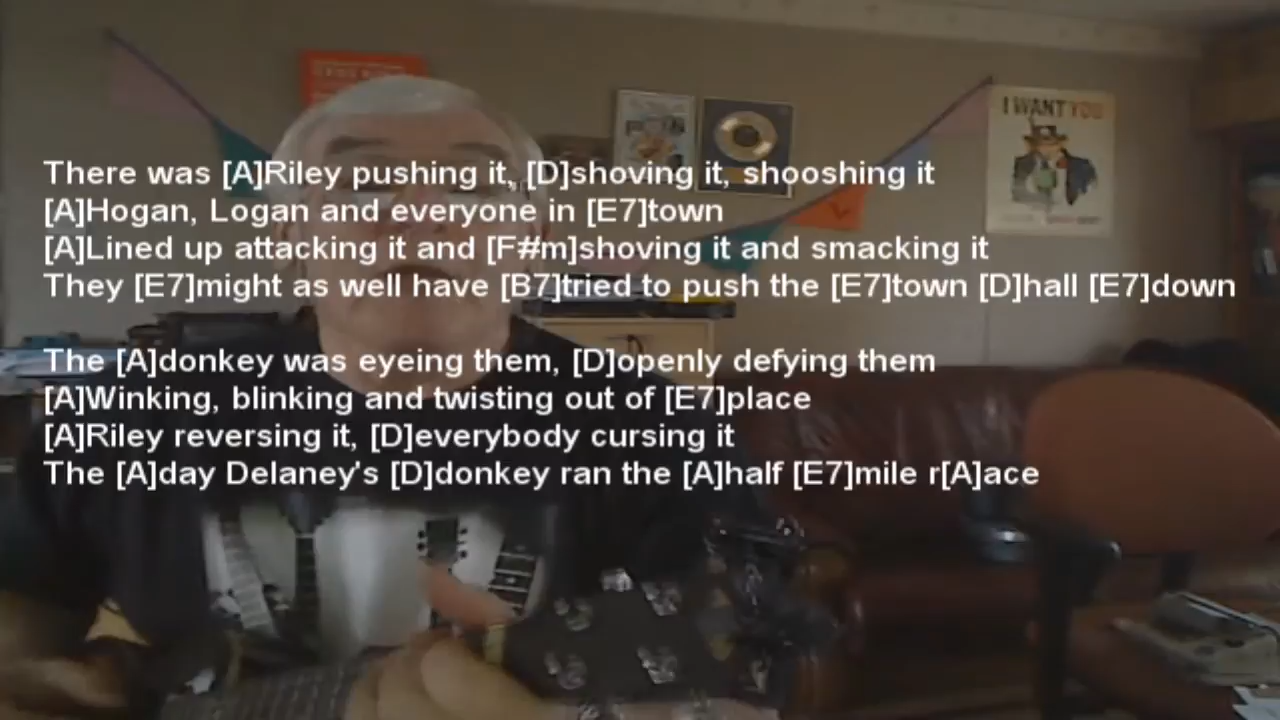 I WANT YOU
There was [A]Riley pushing it, [D]shoving it, shooshing it
[A]Hogan, Logan and everyone in [E7]town
[A]Lined up attacking it and [F#m]shoving it and smacking it
They [E7]might as well have [B7]tried to push the [E7]town [D]hall [E7]down
The [A]donkey was eyeing them, [D]openly defying them
[A]Winking, blinking and twisting out of [E7]place
[A]Riley reversing it, [D]everybody cursing it
The [A]day Delaney's [D]donkey ran the [A]half [E7]mile r[A]ace